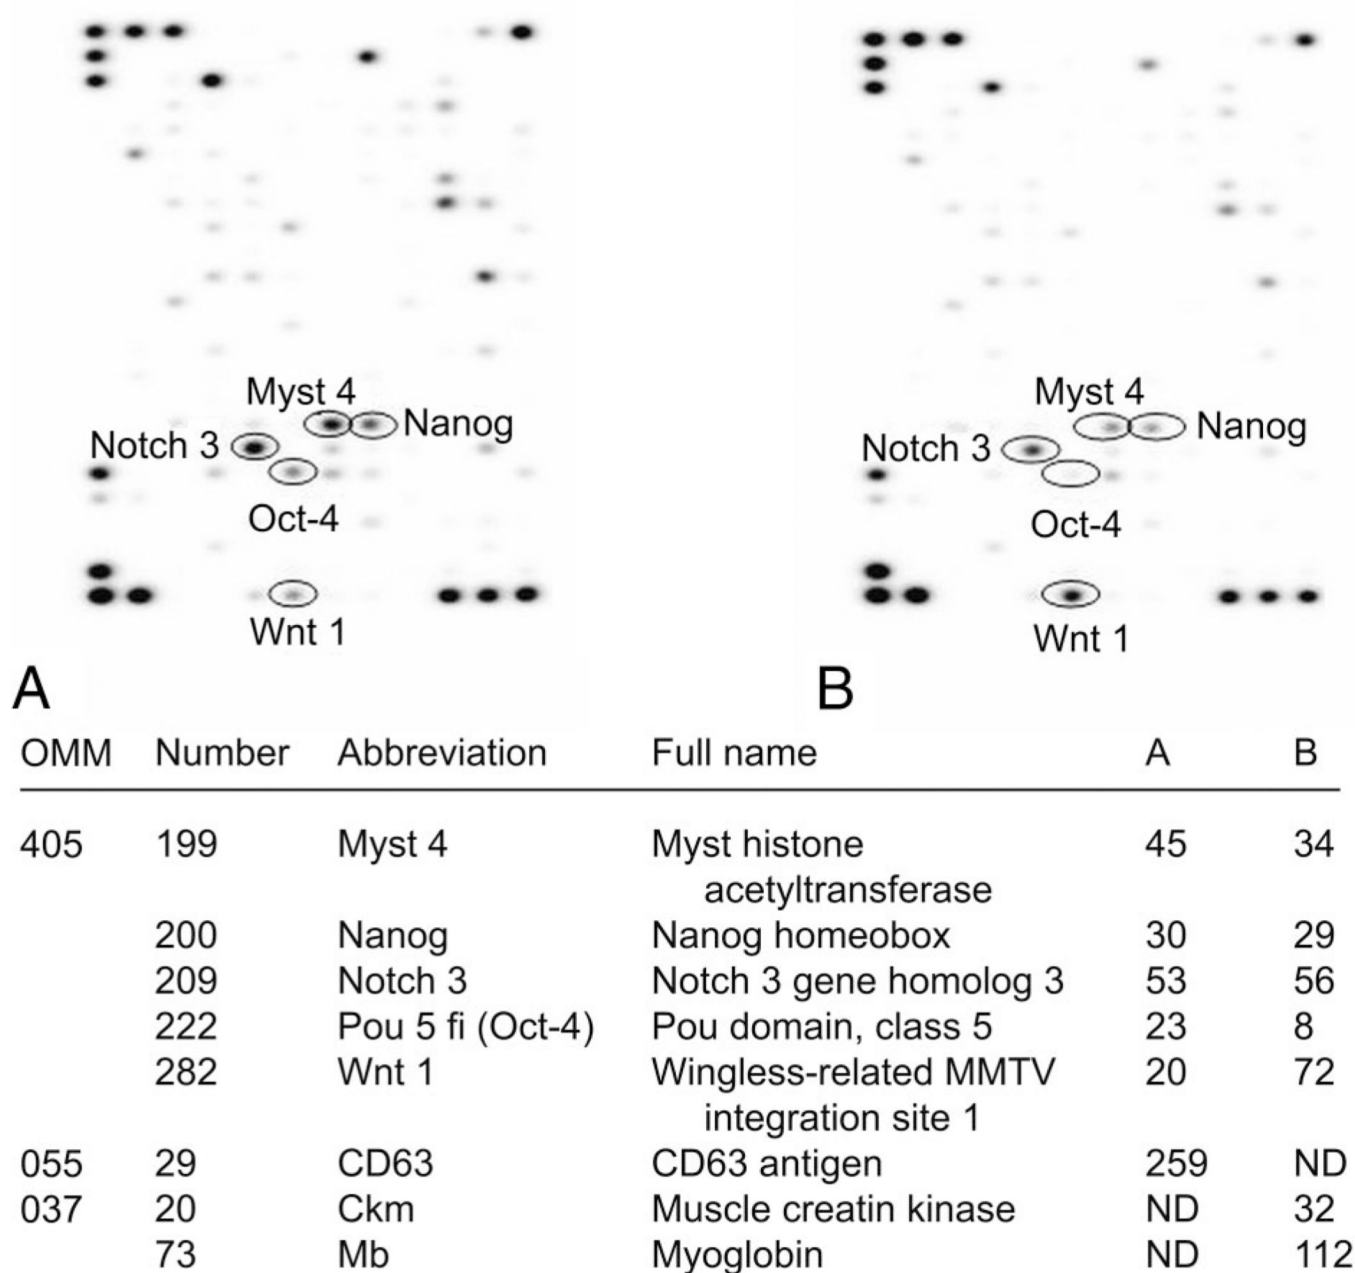 Myst 4
Nanog
Notch 3
Oct-4
Wnt 1
Myst 4
Nanog
Notch 3
Oct-4
Wnt 1
A
B
OMM Number Abbreviation Full name A B
405 199 Myst 4 Myst histone 45 34
acetyltransferase
200 Nanog Nanog homeobox 30 29
209 Notch 3 Notch 3 gene homolog 3 53 56
222 Pou 5 fi (Oct-4) Pou domain, class 5 23 8
282 Wnt 1 Wingless-related MMTV 20 72
integration site 1
055 29 CD63 CD63 antigen 259 ND
037 20 Ckm Muscle creatin kinase ND 32
73 Mb Myoglobin ND 112